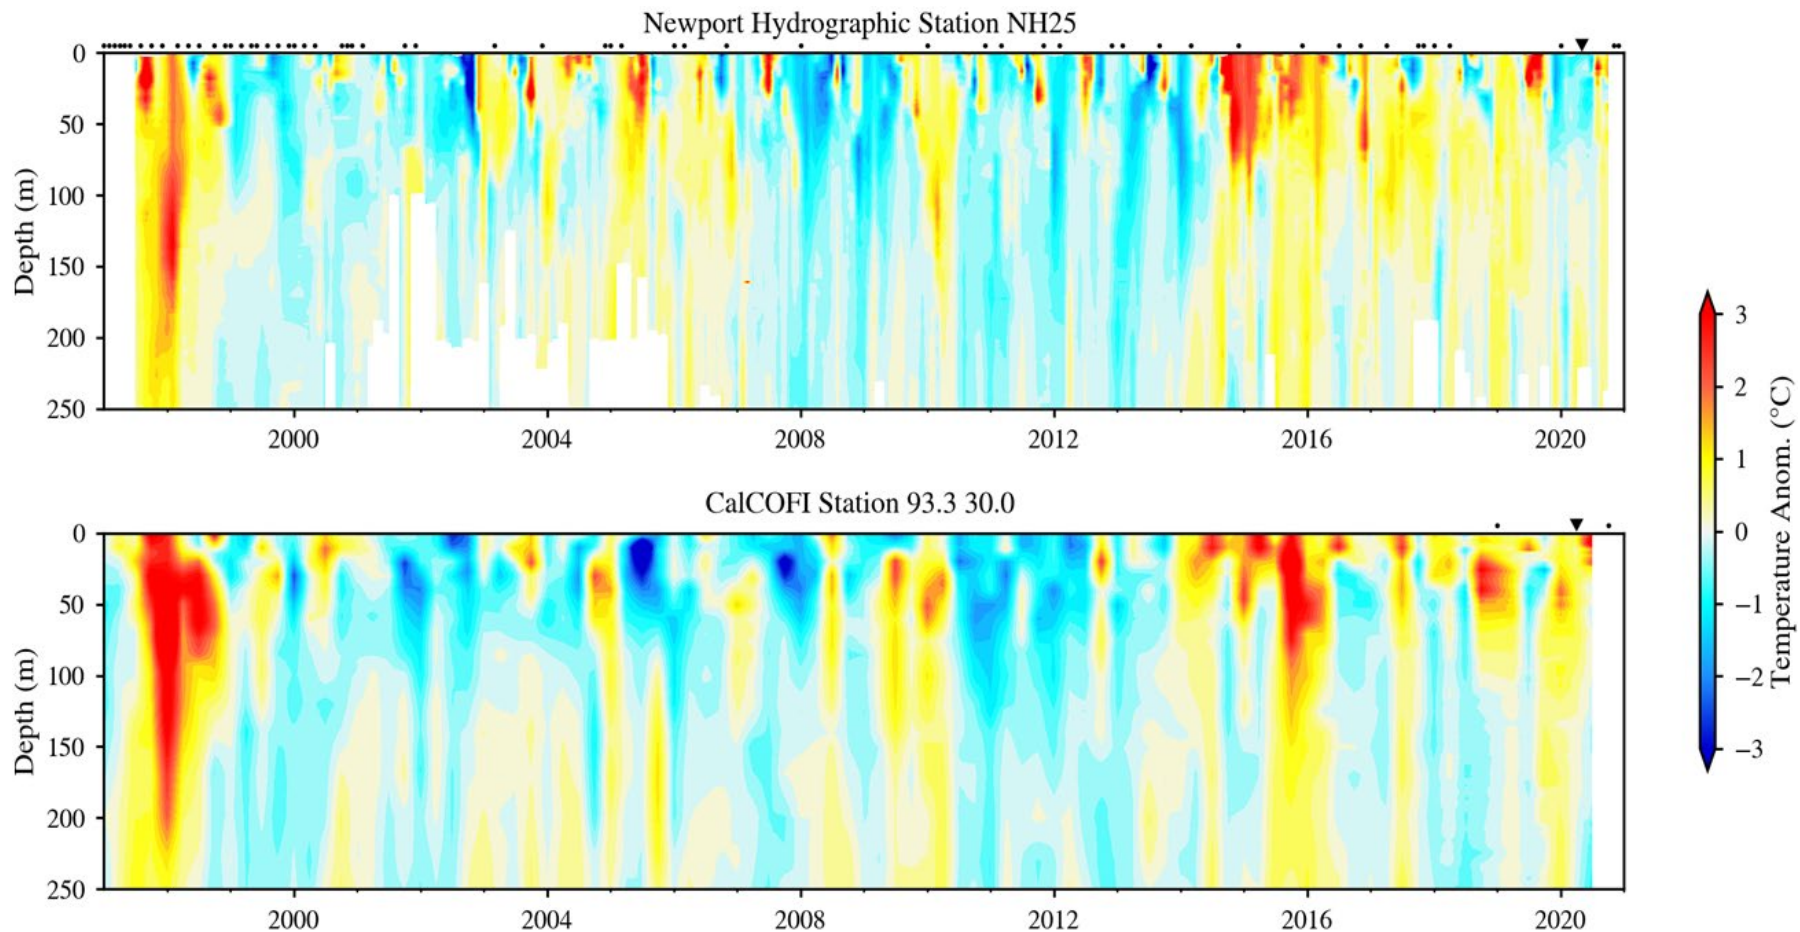 Newport Hydrographic Station NH25
0
50
100
150
200
250
Depth (m)
2000 2004 2008 2012 2016 2020
CalCOFI Station 93.3 30.0
0
50
100
150
200
250
Depth (m)
2000 2004 2008 2012 2016 2020
3
2
1
0
−1
−2
−3
Temperature Anom. (°C)